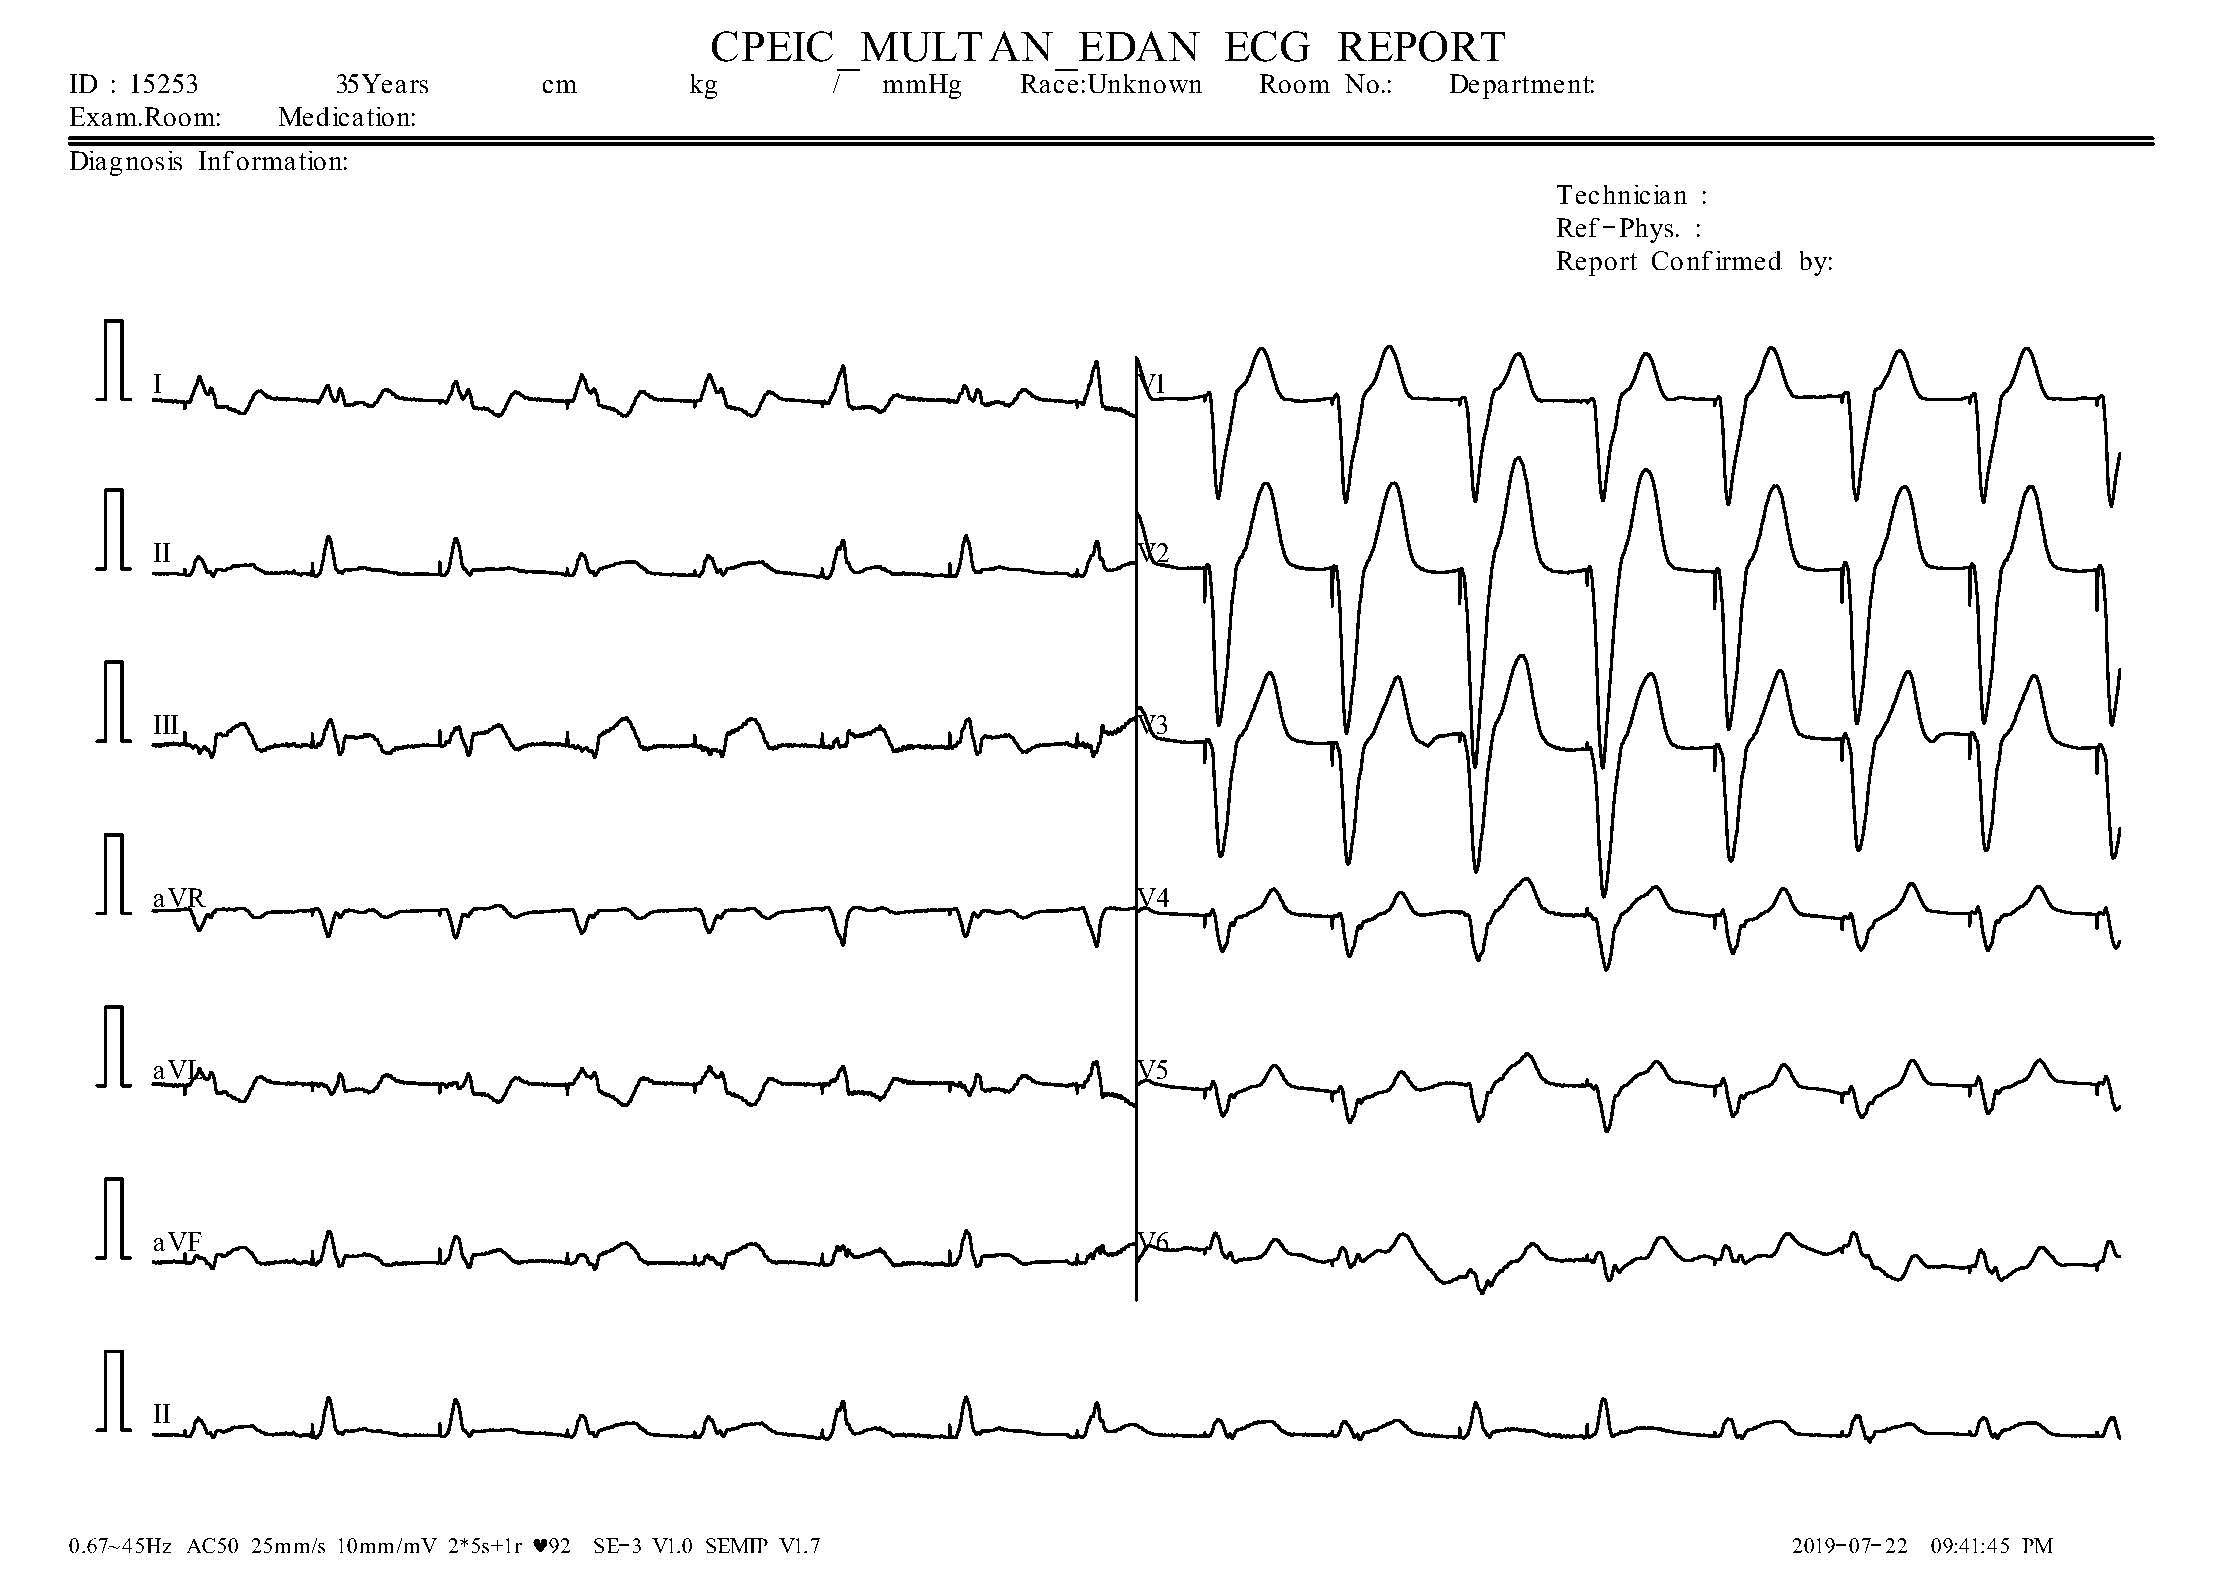 CPEIC_MULTAN_EDAN ECG REPORT
ID : 15253 35Years cm kg / mmHg Race:Unknown Room No.: Department:
Exam.Room: Medication:
Diagnosis Information:
Technician :
Ref-Phys. :
Report Confirmed by:
I V1
II V2
III V3
aVR V4
aVL V5
aVF V6
II
0.67~45Hz AC50 25mm/s 10mm/mV 2*5s+1r ♥92 SE-3 V1.0 SEMIP V1.7 2019-07-22 09:41:45 PM